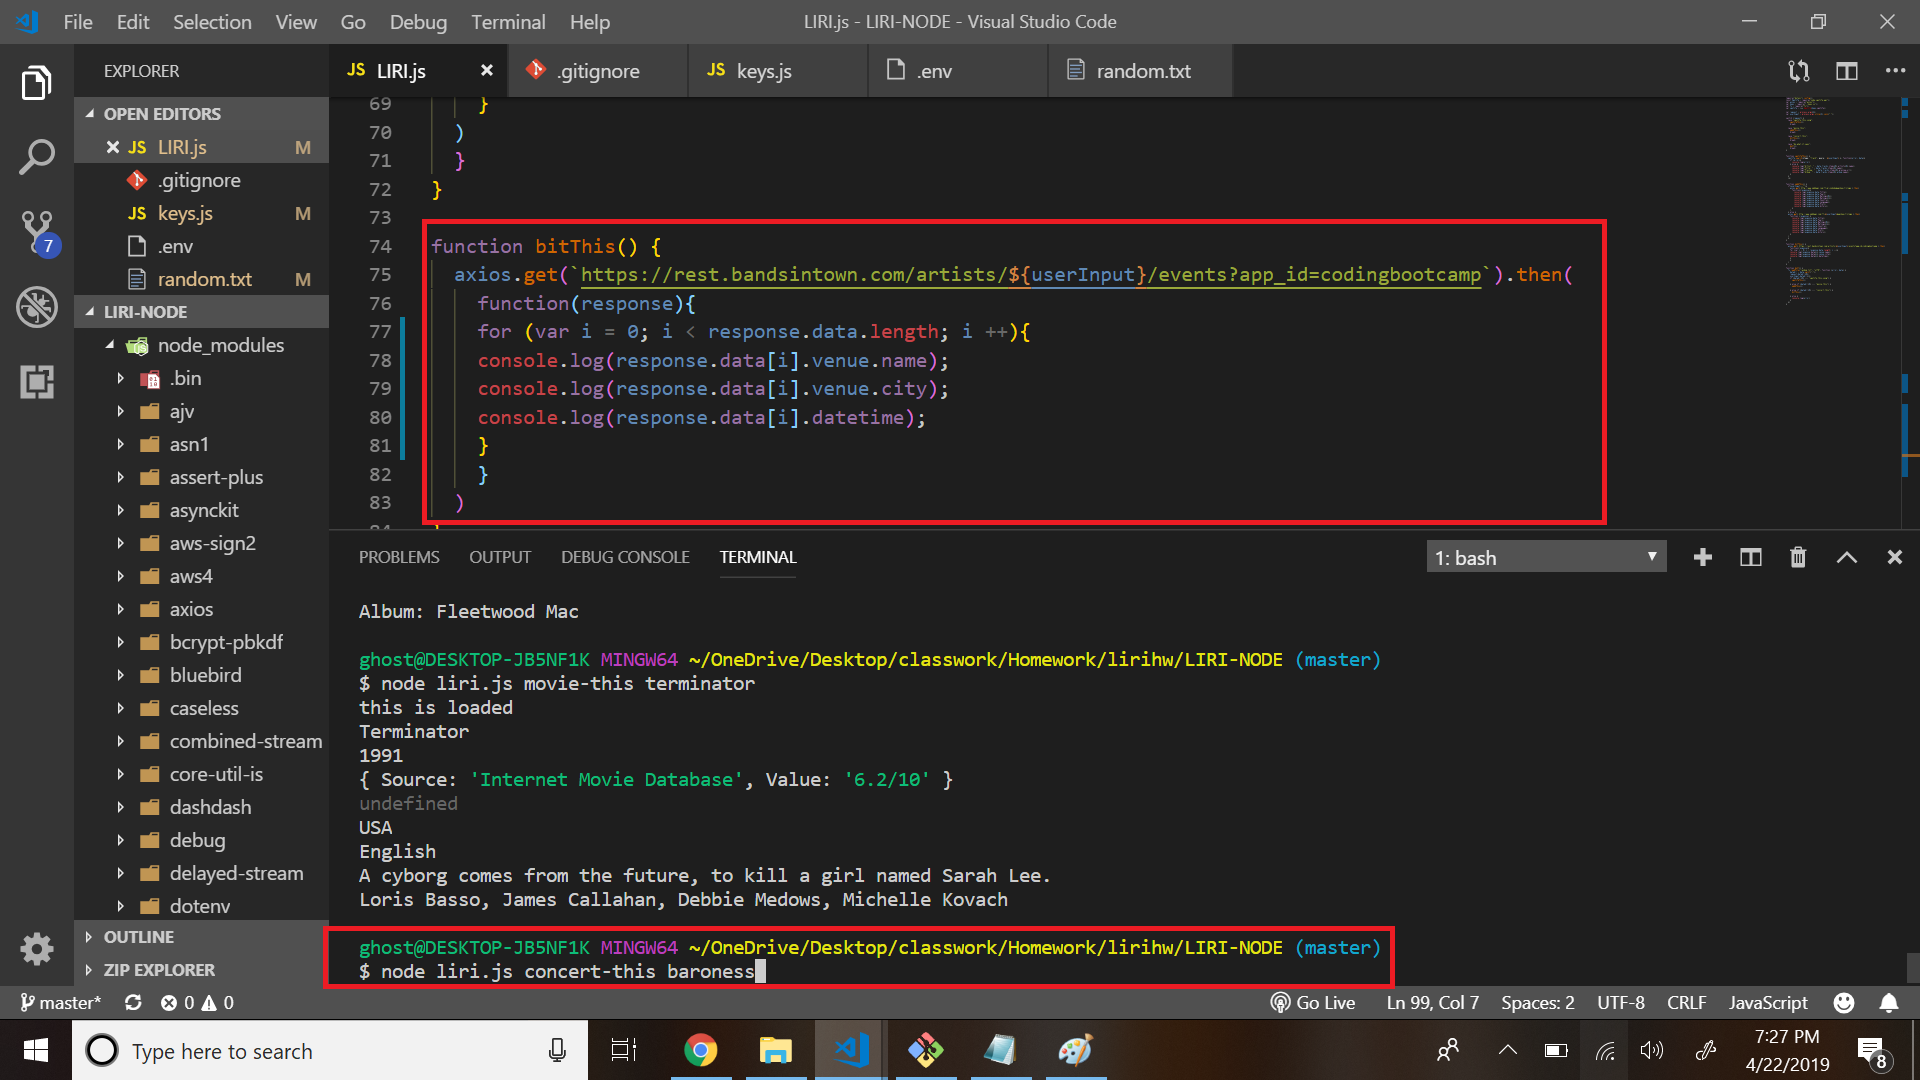 File Edit Selection View Go Debug Terminal Help
LIRI.js - LIRI-NODE - Visual Studio Code
EXPLORER
JS LIRI.js
.gitignore
JS keys.js
.env
random.txt
OPEN EDITORS
JS LIRI.js M
.gitignore
JS keys.js M
.env
random.txt M
7
LIRI-NODE
node_modules
.bin
ajv
asn1
assert-plus
asynckit
aws-sign2
aws4
axios
bcrypt-pbkdf
bluebird
caseless
combined-stream
core-util-is
dashdash
debug
delayed-stream
dotenv
OUTLINE
ZIP EXPLORER
69 }
70 )
71 }
72 }
73
74 function bitThis() {
75 axios.get(`https://rest.bandsintown.com/artists/${userInput}/events?app_id=codingbootcamp`).then(
76 function(response){
77 for (var i = 0; i < response.data.length; i ++){
78 console.log(response.data[i].venue.name);
79 console.log(response.data[i].venue.city);
80 console.log(response.data[i].datetime);
81 }
82 }
83 )
PROBLEMS OUTPUT DEBUG CONSOLE TERMINAL
1: bash
Album: Fleetwood Mac
ghost@DESKTOP-JB5NF1K MINGW64 ~/OneDrive/Desktop/classwork/Homework/lirihw/LIRI-NODE (master)
$ node liri.js movie-this terminator
this is loaded
Terminator
1991
{ Source: 'Internet Movie Database', Value: '6.2/10' }
undefined
USA
English
A cyborg comes from the future, to kill a girl named Sarah Lee.
Loris Basso, James Callahan, Debbie Medows, Michelle Kovach
ghost@DESKTOP-JB5NF1K MINGW64 ~/OneDrive/Desktop/classwork/Homework/lirihw/LIRI-NODE (master)
$ node liri.js concert-this baroness
master* 0 0
Go Live Ln 99, Col 7 Spaces: 2 UTF-8 CRLF JavaScript
Type here to search
7:27 PM
4/22/2019
8